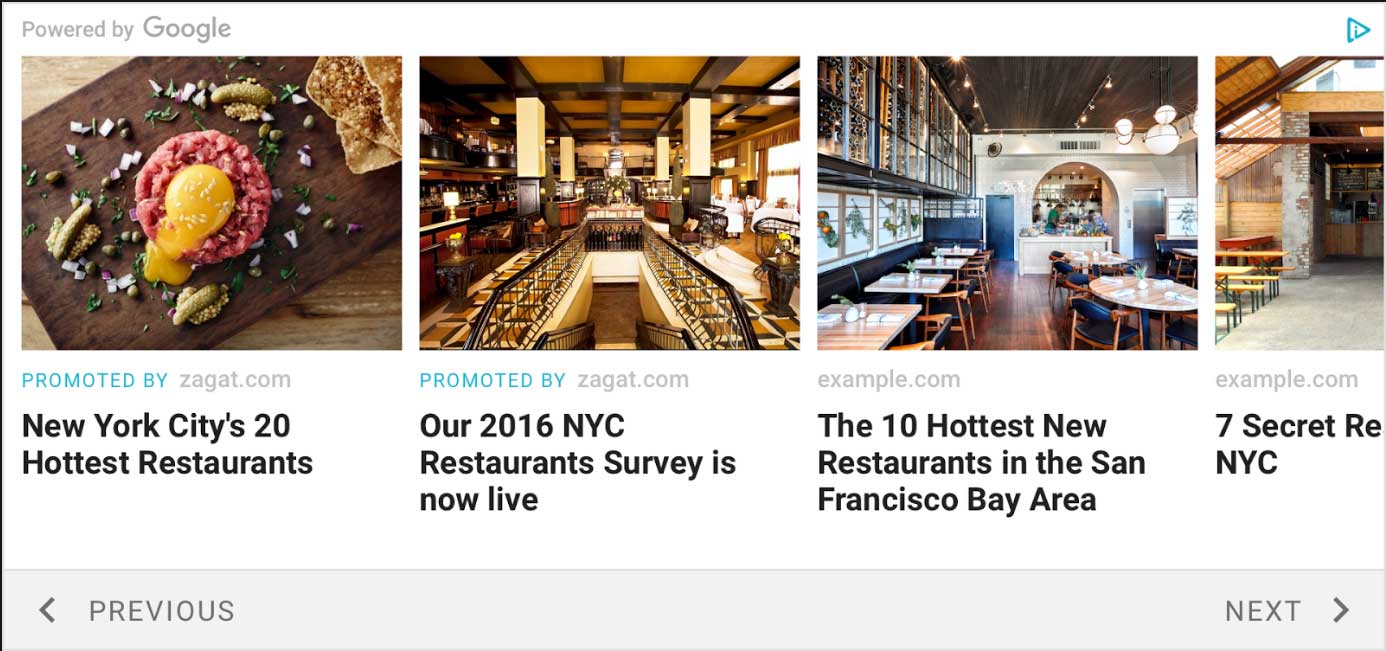 Powered by Google
PROMOTED BY zagat.com
New York City's 20
Hottest Restaurants
PROMOTED BY zagat.com
Our 2016 NYC
Restaurants Survey is
now live
example.com
The 10 Hottest New
Restaurants in the San
Francisco Bay Area
example.com
7 Secret Re
NYC
PREVIOUS
NEXT